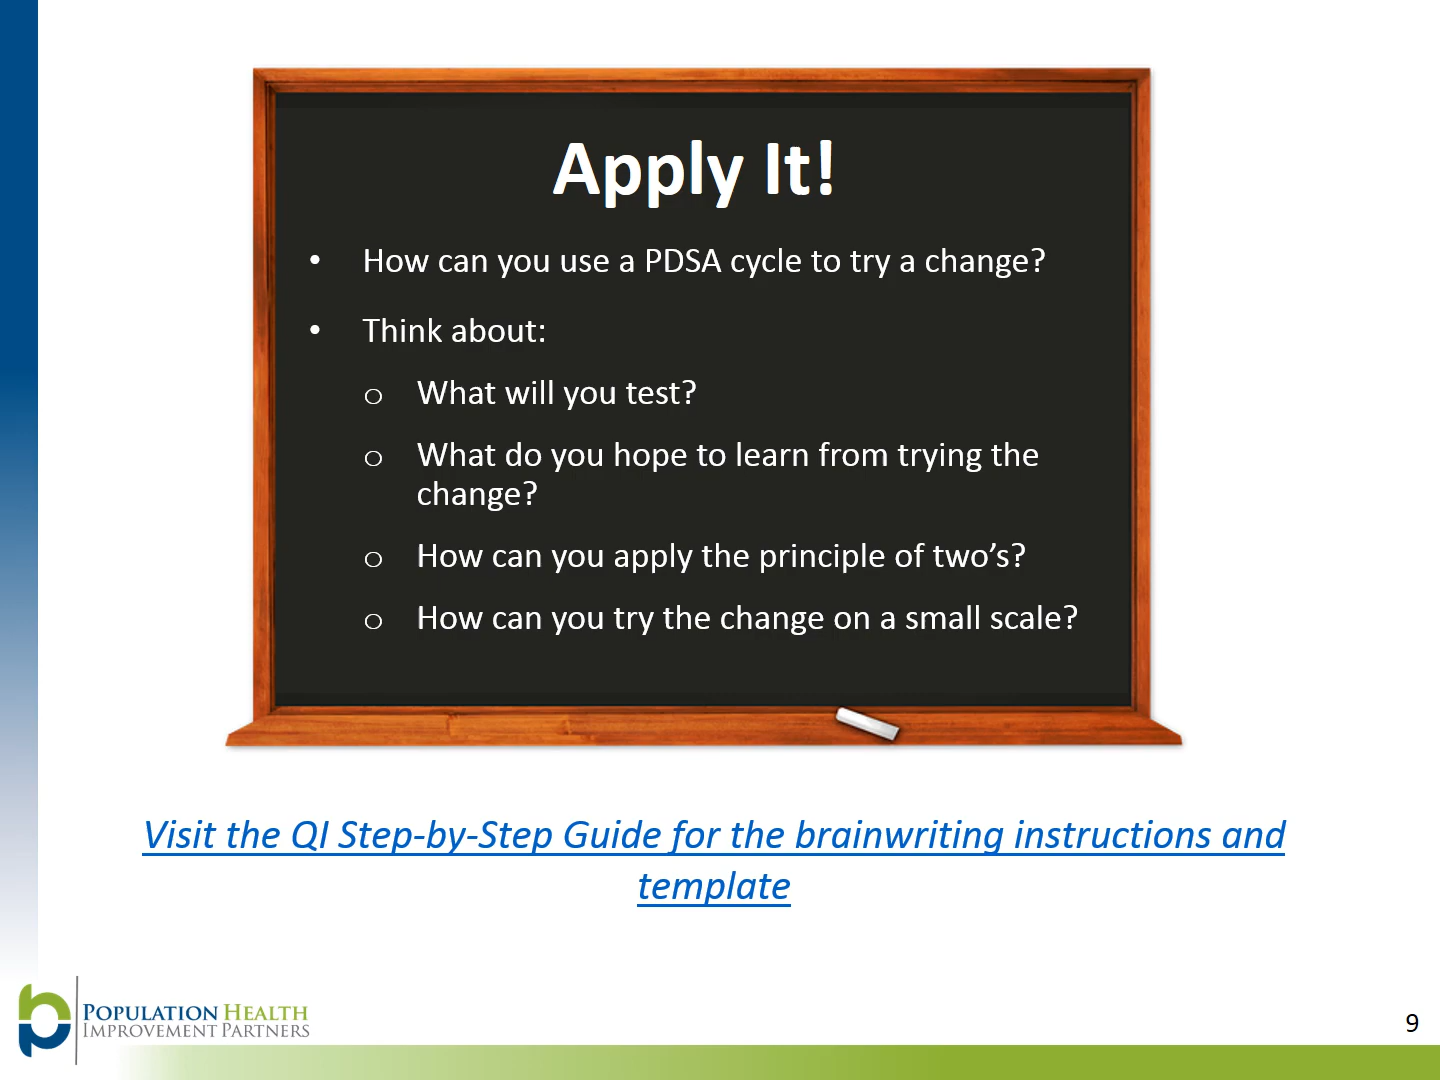 Apply It!
• How can you use a PDSA cycle to try a change?
• Think about:
o What will you test?
o What do you hope to learn from trying the
change?
o How can you apply the principle of two’s?
o How can you try the change on a small scale?
Visit the QI Step-by-Step Guide for the brainwriting instructions and
template
POPULATION HEALTH
IMPROVEMENT PARTNERS
9